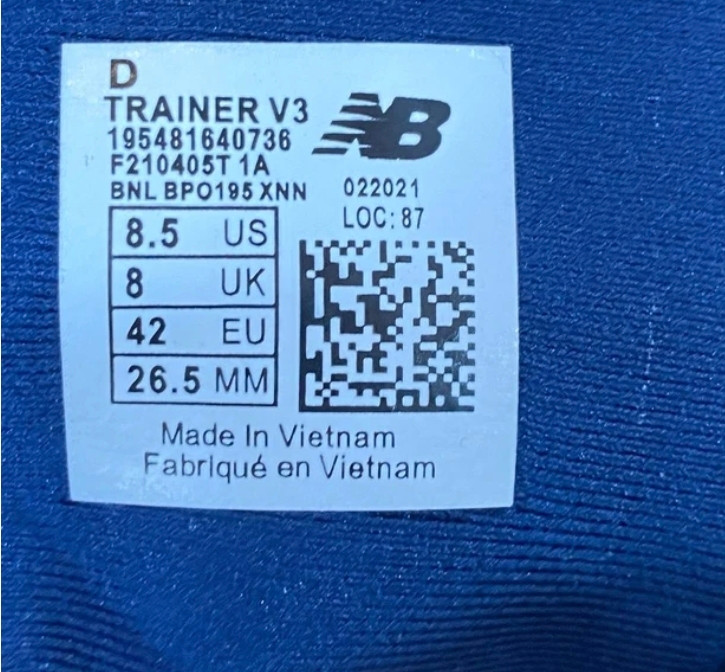 D
TRAINER V3
195481640736
F210405T 1A
BNL BPO195 XNN
NB
022021
LOC: 87
8.5 US
8 UK
42 EU
26.5 MM
Made In Vietnam
Fabriqué en Vietnam